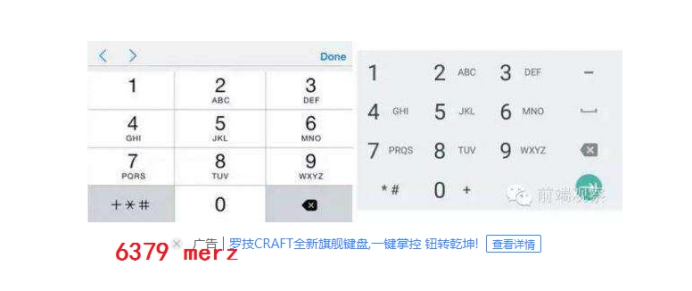 Done
1 2 3
ABC DEF
4 5 6
GHI JKL MNO
7 8 9
PQRS TUV WXYZ
+*# 0
1 2 ABC 3 DEF -
4 GHI 5 JKL 6 MNO
7 PQRS 8 TUV 9 WXYZ
*# 0 +
前端观察
广告 | 罗技CRAFT全新旗舰键盘,一键掌控 钮转乾坤! 查看详情
6379 merz